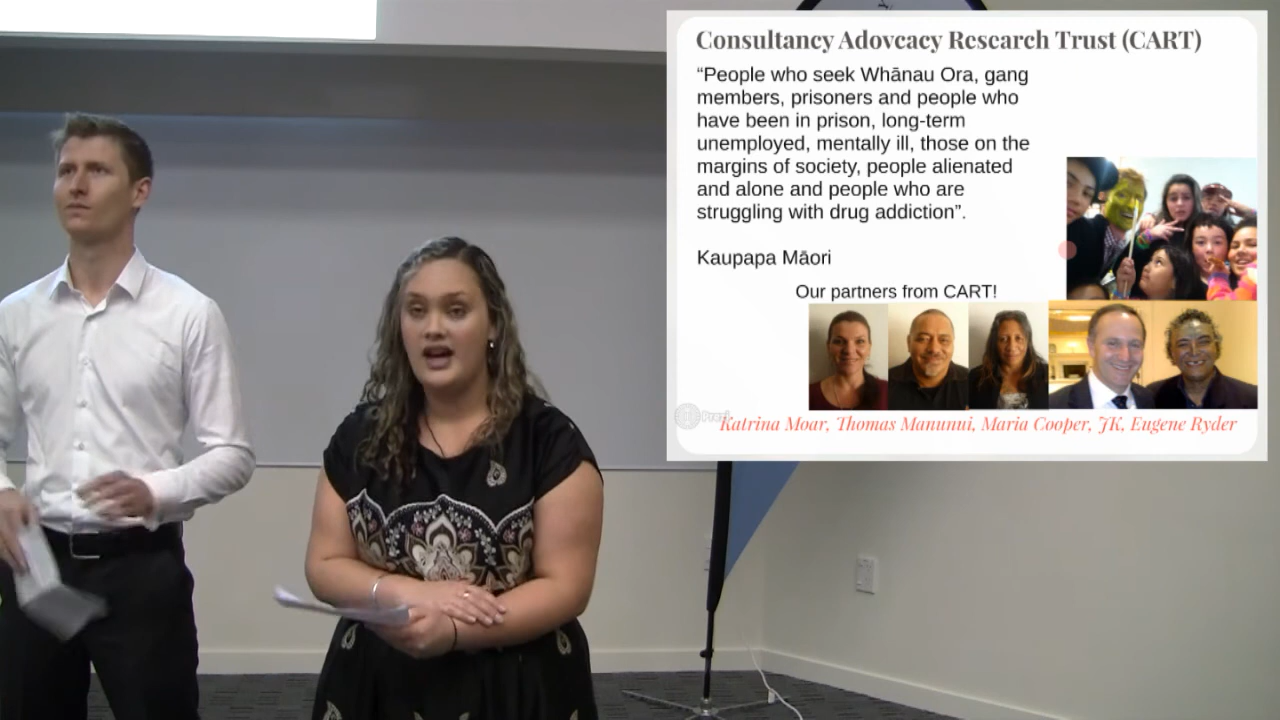 Consultancy Adovcacy Research Trust (CART)
“People who seek Whānau Ora, gang
members, prisoners and people who
have been in prison, long-term
unemployed, mentally ill, those on the
margins of society, people alienated
and alone and people who are
struggling with drug addiction”.
Kaupapa Māori
Our partners from CART!
Katrina Moar, Thomas Manunui, Maria Cooper, JK, Eugene Ryder